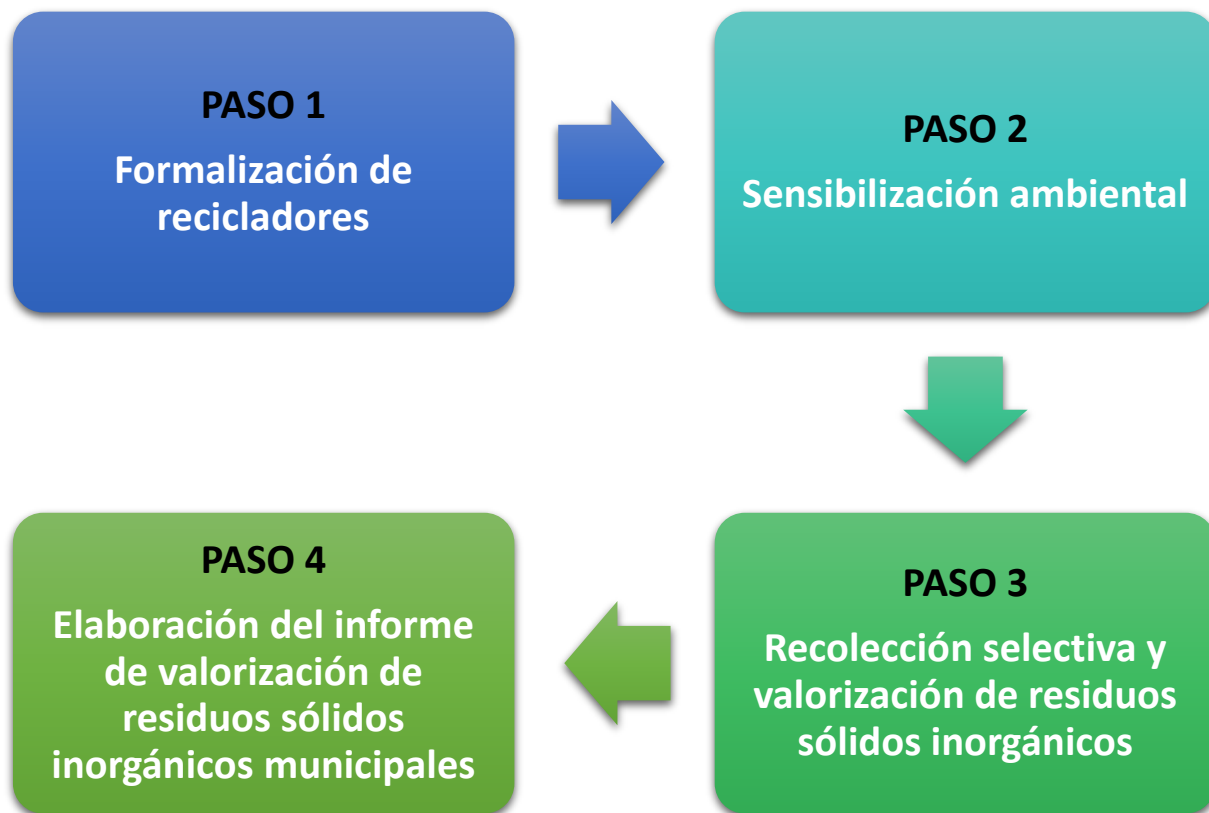 PASO 1
Formalización de
recicladores
PASO 2
Sensibilización ambiental
PASO 3
Recolección selectiva y
valorización de residuos
sólidos inorgánicos
PASO 4
Elaboración del informe
de valorización de
residuos sólidos
inorgánicos municipales